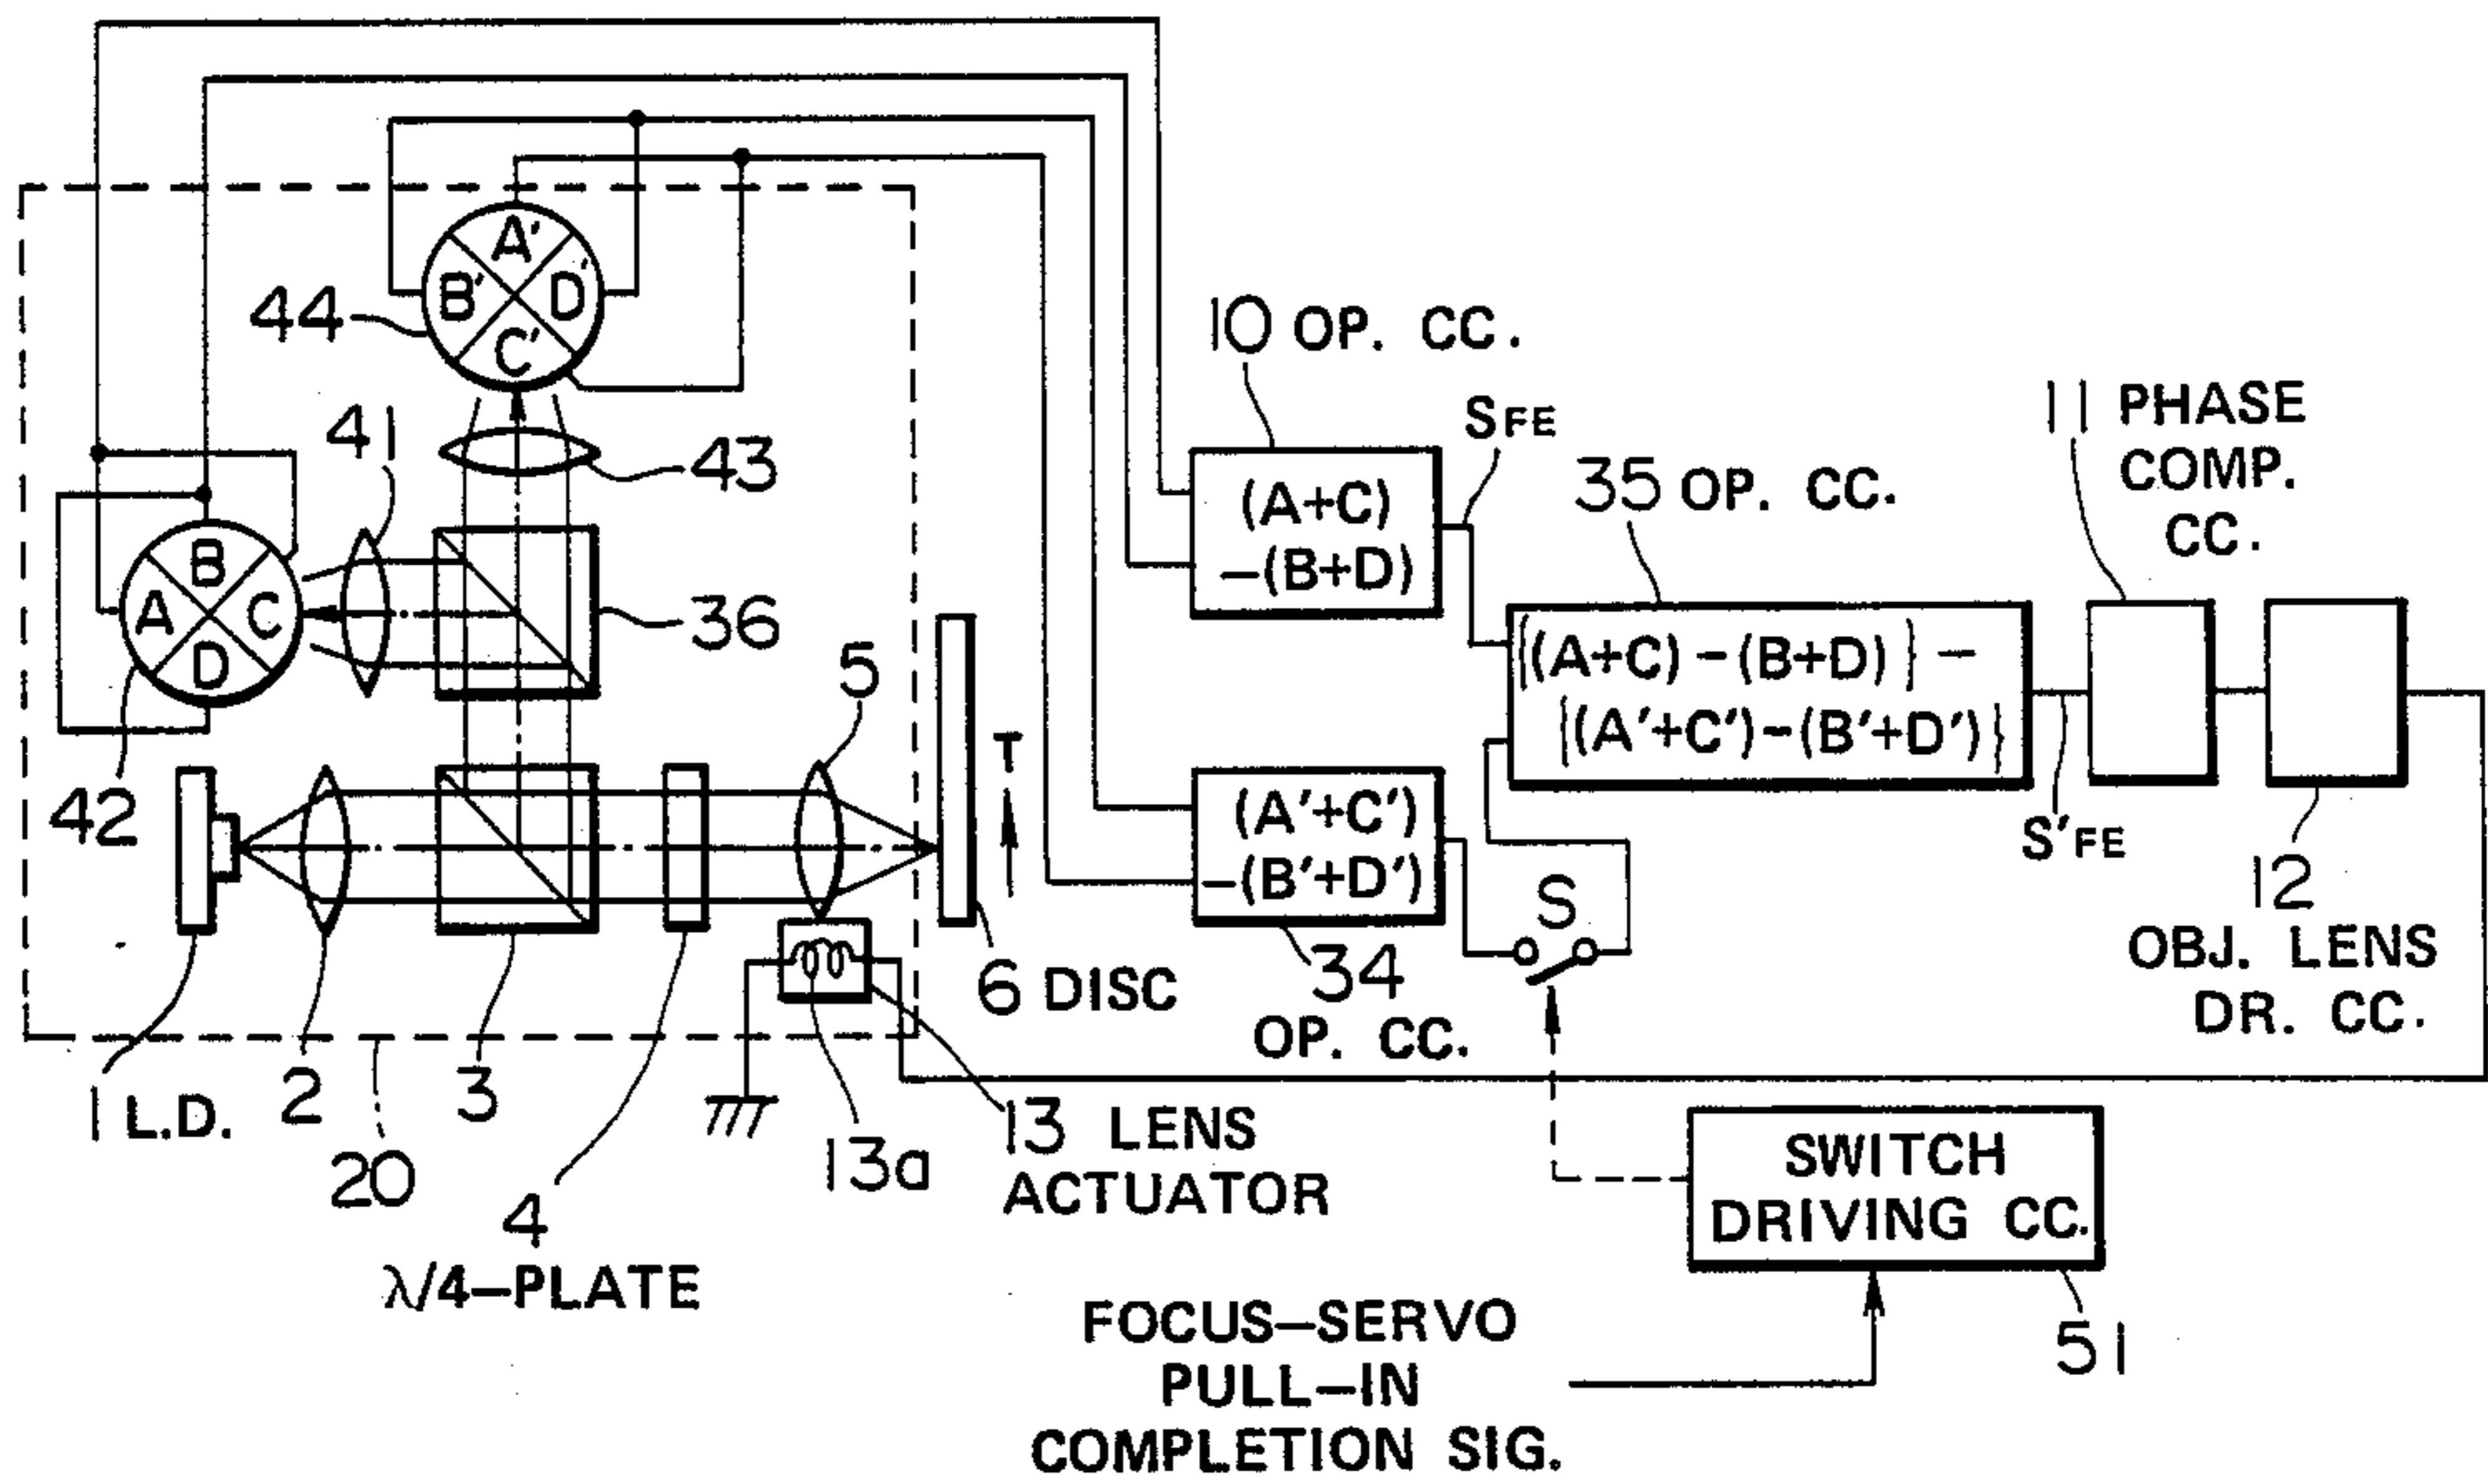 A'
B'
D'
C'
44
41
43
B
A
C
D
36
5
42
10 OP. CC.
SFE
(A+C)
−(B+D)
35 OP. CC.
11 PHASE
COMP.
CC.
{(A+C)−(B+D)}−
{(A'+C')−(B'+D')}
T
(A'+C')
−(B'+D')
S'FE
12
OBJ. LENS
DR. CC.
S
34
OP. CC.
6 DISC
1 L.D.
2
3
20
4
λ/4−PLATE
13a
13 LENS
ACTUATOR
SWITCH
DRIVING CC.
51
FOCUS−SERVO
PULL−IN
COMPLETION SIG.